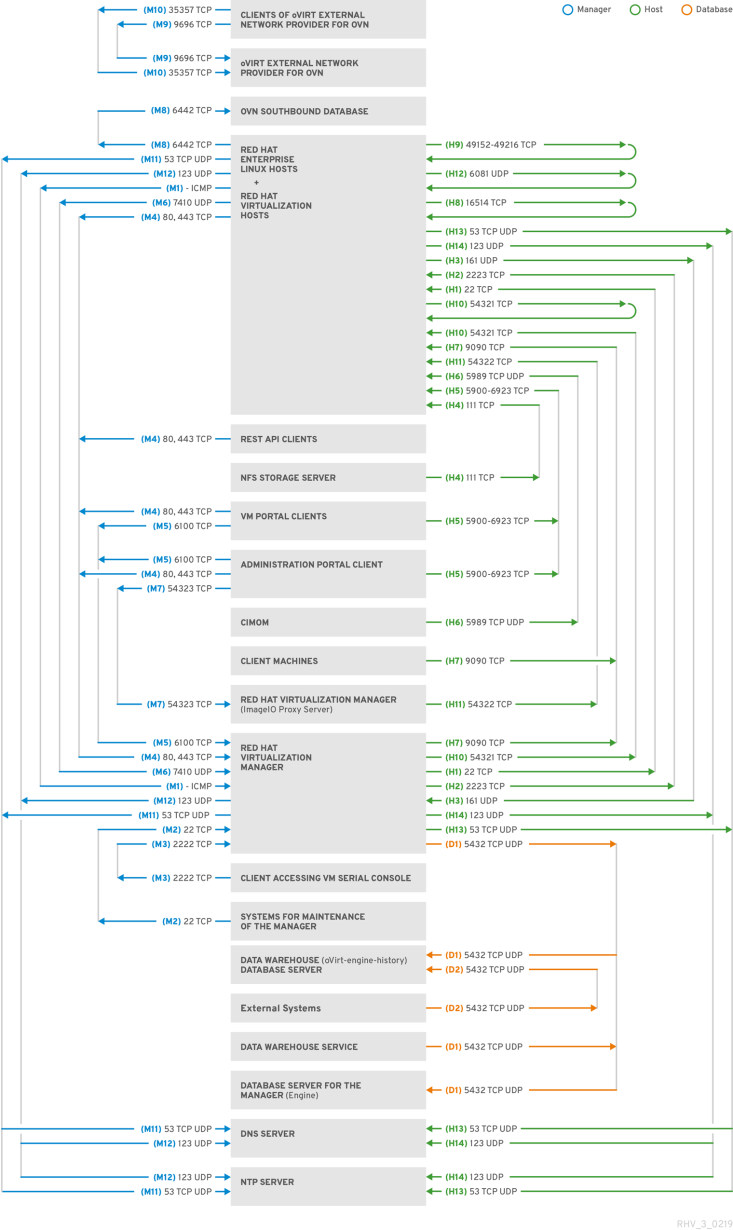 Manager
Host
Database
(M10) 35357 TCP
(M9) 9696 TCP
CLIENTS OF oVIRT EXTERNAL
NETWORK PROVIDER FOR OVN
(M9) 9696 TCP
(M10) 35357 TCP
oVIRT EXTERNAL NETWORK
PROVIDER FOR OVN
(M8) 6442 TCP
OVN SOUTHBOUND DATABASE
(M8) 6442 TCP
(M11) 53 TCP UDP
(M12) 123 UDP
(M1) - ICMP
(M6) 7410 UDP
(M4) 80, 443 TCP
RED HAT
ENTERPRISE
LINUX HOSTS
+
RED HAT
VIRTUALIZATION
HOSTS
(H9) 49152-49216 TCP
(H12) 6081 UDP
(H8) 16514 TCP
(H13) 53 TCP UDP
(H14) 123 UDP
(H3) 161 UDP
(H2) 2223 TCP
(H1) 22 TCP
(H10) 54321 TCP
(H10) 54321 TCP
(H7) 9090 TCP
(H11) 54322 TCP
(H6) 5989 TCP UDP
(H5) 5900-6923 TCP
(H4) 111 TCP
(M4) 80, 443 TCP
REST API CLIENTS
NFS STORAGE SERVER
(H4) 111 TCP
(M4) 80, 443 TCP
(M5) 6100 TCP
VM PORTAL CLIENTS
(H5) 5900-6923 TCP
(M5) 6100 TCP
(M4) 80, 443 TCP
(M7) 54323 TCP
ADMINISTRATION PORTAL CLIENT
(H5) 5900-6923 TCP
CIMOM
(H6) 5989 TCP UDP
CLIENT MACHINES
(H7) 9090 TCP
(M7) 54323 TCP
RED HAT VIRTUALIZATION MANAGER
(ImageIO Proxy Server)
(H11) 54322 TCP
(M5) 6100 TCP
(M4) 80, 443 TCP
(M6) 7410 UDP
(M1) - ICMP
(M12) 123 UDP
(M11) 53 TCP UDP
(M2) 22 TCP
(M3) 2222 TCP
RED HAT
VIRTUALIZATION
MANAGER
(H7) 9090 TCP
(H10) 54321 TCP
(H1) 22 TCP
(H2) 2223 TCP
(H3) 161 UDP
(H14) 123 UDP
(H13) 53 TCP UDP
(D1) 5432 TCP UDP
(M3) 2222 TCP
CLIENT ACCESSING VM SERIAL CONSOLE
(M2) 22 TCP
SYSTEMS FOR MAINTENANCE
OF THE MANAGER
DATA WAREHOUSE (oVirt-engine-history)
DATABASE SERVER
(D1) 5432 TCP UDP
(D2) 5432 TCP UDP
External Systems
(D2) 5432 TCP UDP
DATA WAREHOUSE SERVICE
(D1) 5432 TCP UDP
DATABASE SERVER FOR THE
MANAGER (Engine)
(D1) 5432 TCP UDP
(M11) 53 TCP UDP
(M12) 123 UDP
DNS SERVER
(H13) 53 TCP UDP
(H14) 123 UDP
(M12) 123 UDP
(M11) 53 TCP UDP
NTP SERVER
(H14) 123 UDP
(H13) 53 TCP UDP
RHV_3_0219